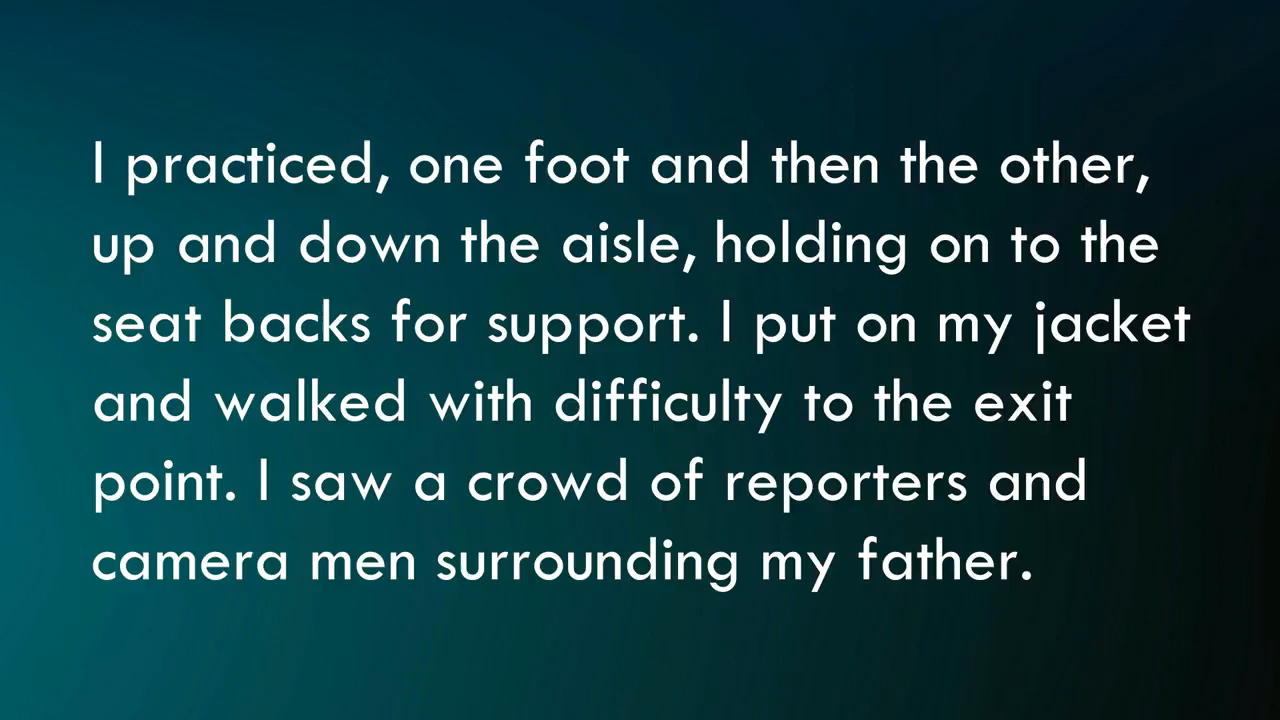 I practiced, one foot and then the other,
up and down the aisle, holding on to the
seat backs for support. I put on my jacket
and walked with difficulty to the exit
point. I saw a crowd of reporters and
camera men surrounding my father.